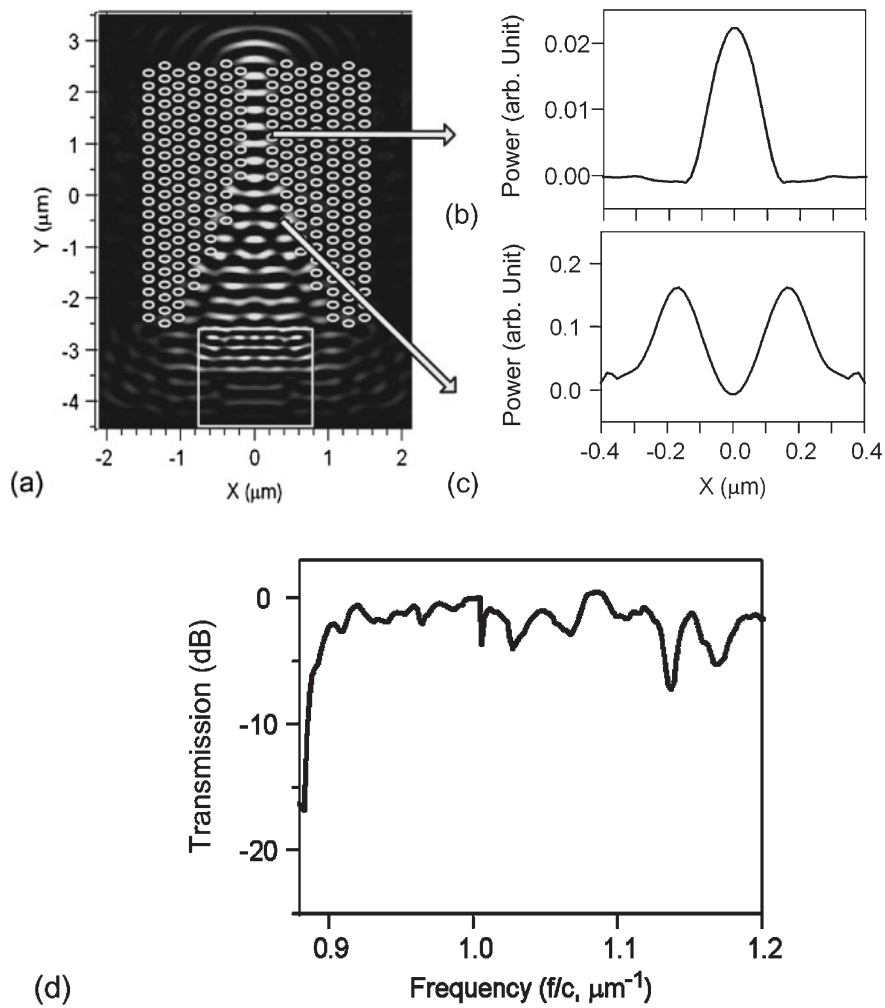 3
2
1
0
-1
-2
-3
-4
Y (μm)
-2 -1 0 1 2
X (μm)
(a)
0.02
0.01
0.00
Power (arb. Unit)
(b)
0.2
0.1
0.0
Power (arb. Unit)
-0.4 -0.2 0.0 0.2 0.4
(c) X (μm)
0
-10
-20
Transmission (dB)
0.9 1.0 1.1 1.2
(d) Frequency (f/c, μm⁻¹)